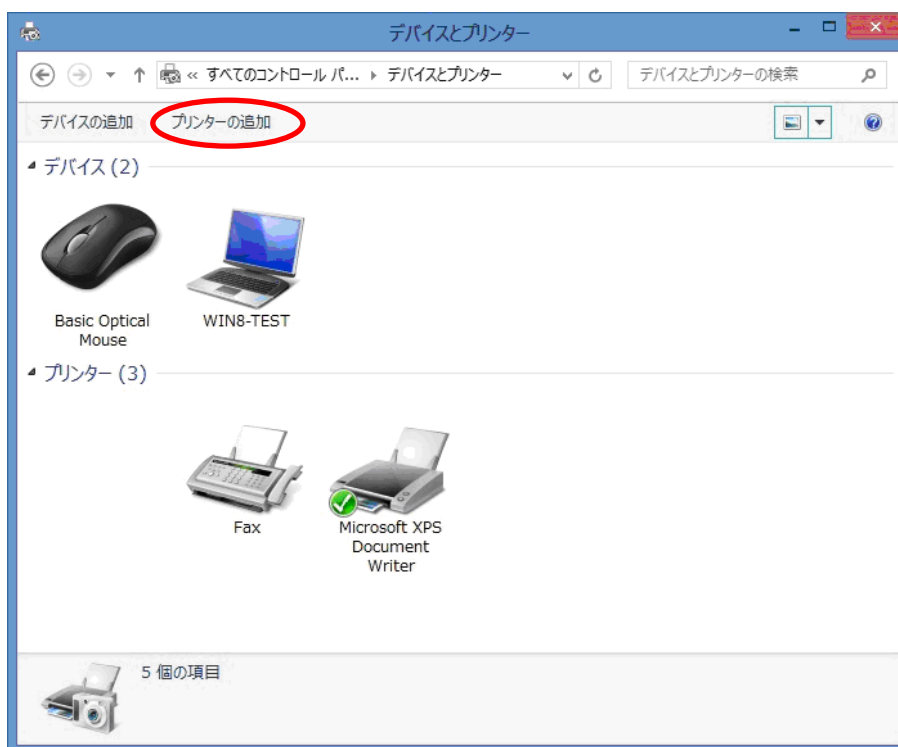 デバイスとプリンター
« すべてのコントロール パ... ▸ デバイスとプリンター
デバイスとプリンターの検索
デバイスの追加 プリンターの追加
デバイス (2)
Basic Optical
Mouse
WIN8-TEST
プリンター (3)
Fax
Microsoft XPS
Document
Writer
5 個の項目